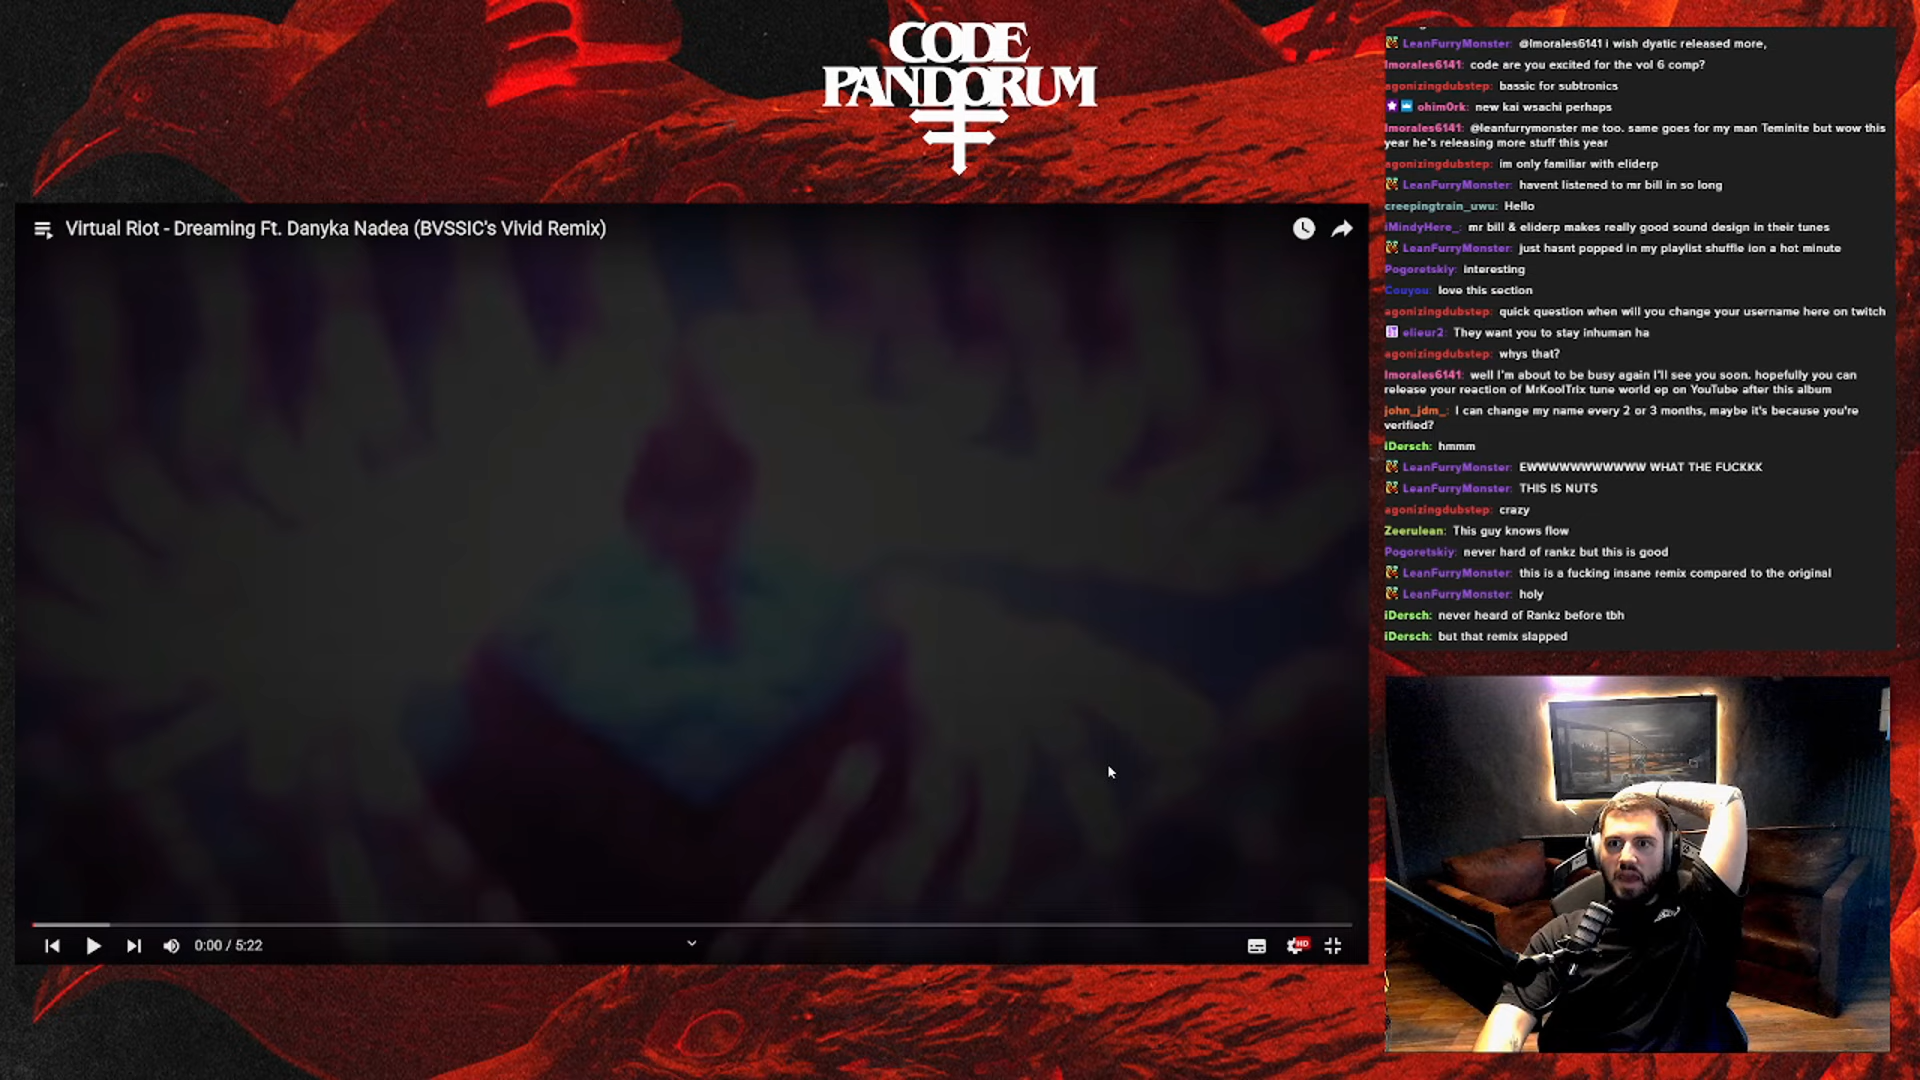 CODE
PANDORUM
Virtual Riot - Dreaming Ft. Danyka Nadea (BVSSIC's Vivid Remix)
0:00 / 5:22
HD
LeanFurryMonster: @lmorales6141 i wish dyatic released more,
lmorales6141: code are you excited for the vol 6 comp?
agonizingdubstep: bassic for subtronics
ohim0rk: new kai wsachi perhaps
lmorales6141: @leanfurrymonster me too. same goes for my man Teminite but wow this
year he's releasing more stuff this year
agonizingdubstep: im only familiar with eliderp
LeanFurryMonster: havent listened to mr bill in so long
creepingtrain_uwu: Hello
iMindyHere_: mr bill & eliderp makes really good sound design in their tunes
LeanFurryMonster: just hasnt popped in my playlist shuffle ion a hot minute
Pogoretskiy: interesting
Couyou: love this section
agonizingdubstep: quick question when will you change your username here on twitch
elieur2: They want you to stay inhuman ha
agonizingdubstep: whys that?
lmorales6141: well I'm about to be busy again I'll see you soon. hopefully you can
release your reaction of MrKoolTrix tune world ep on YouTube after this album
john_jdm_: I can change my name every 2 or 3 months, maybe it's because you're
verified?
iDersch: hmmm
LeanFurryMonster: EWWWWWWWWWWW WHAT THE FUCKKK
LeanFurryMonster: THIS IS NUTS
agonizingdubstep: crazy
Zeerulean: This guy knows flow
Pogoretskiy: never hard of rankz but this is good
LeanFurryMonster: this is a fucking insane remix compared to the original
LeanFurryMonster: holy
iDersch: never heard of Rankz before tbh
iDersch: but that remix slapped